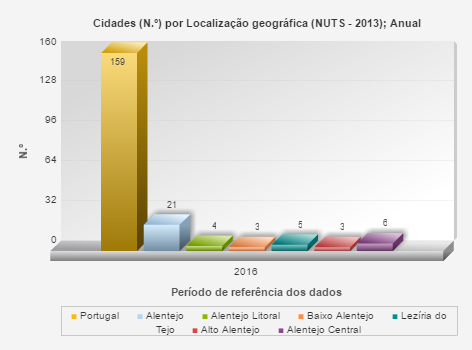 Cidades (N.º) por Localização geográfica (NUTS - 2013); Anual
160
128
96
64
32
0
N.º
159
21
4
3
5
3
6
2016
Período de referência dos dados
Portugal Alentejo Alentejo Litoral Baixo Alentejo Lezíria do
Tejo Alto Alentejo Alentejo Central